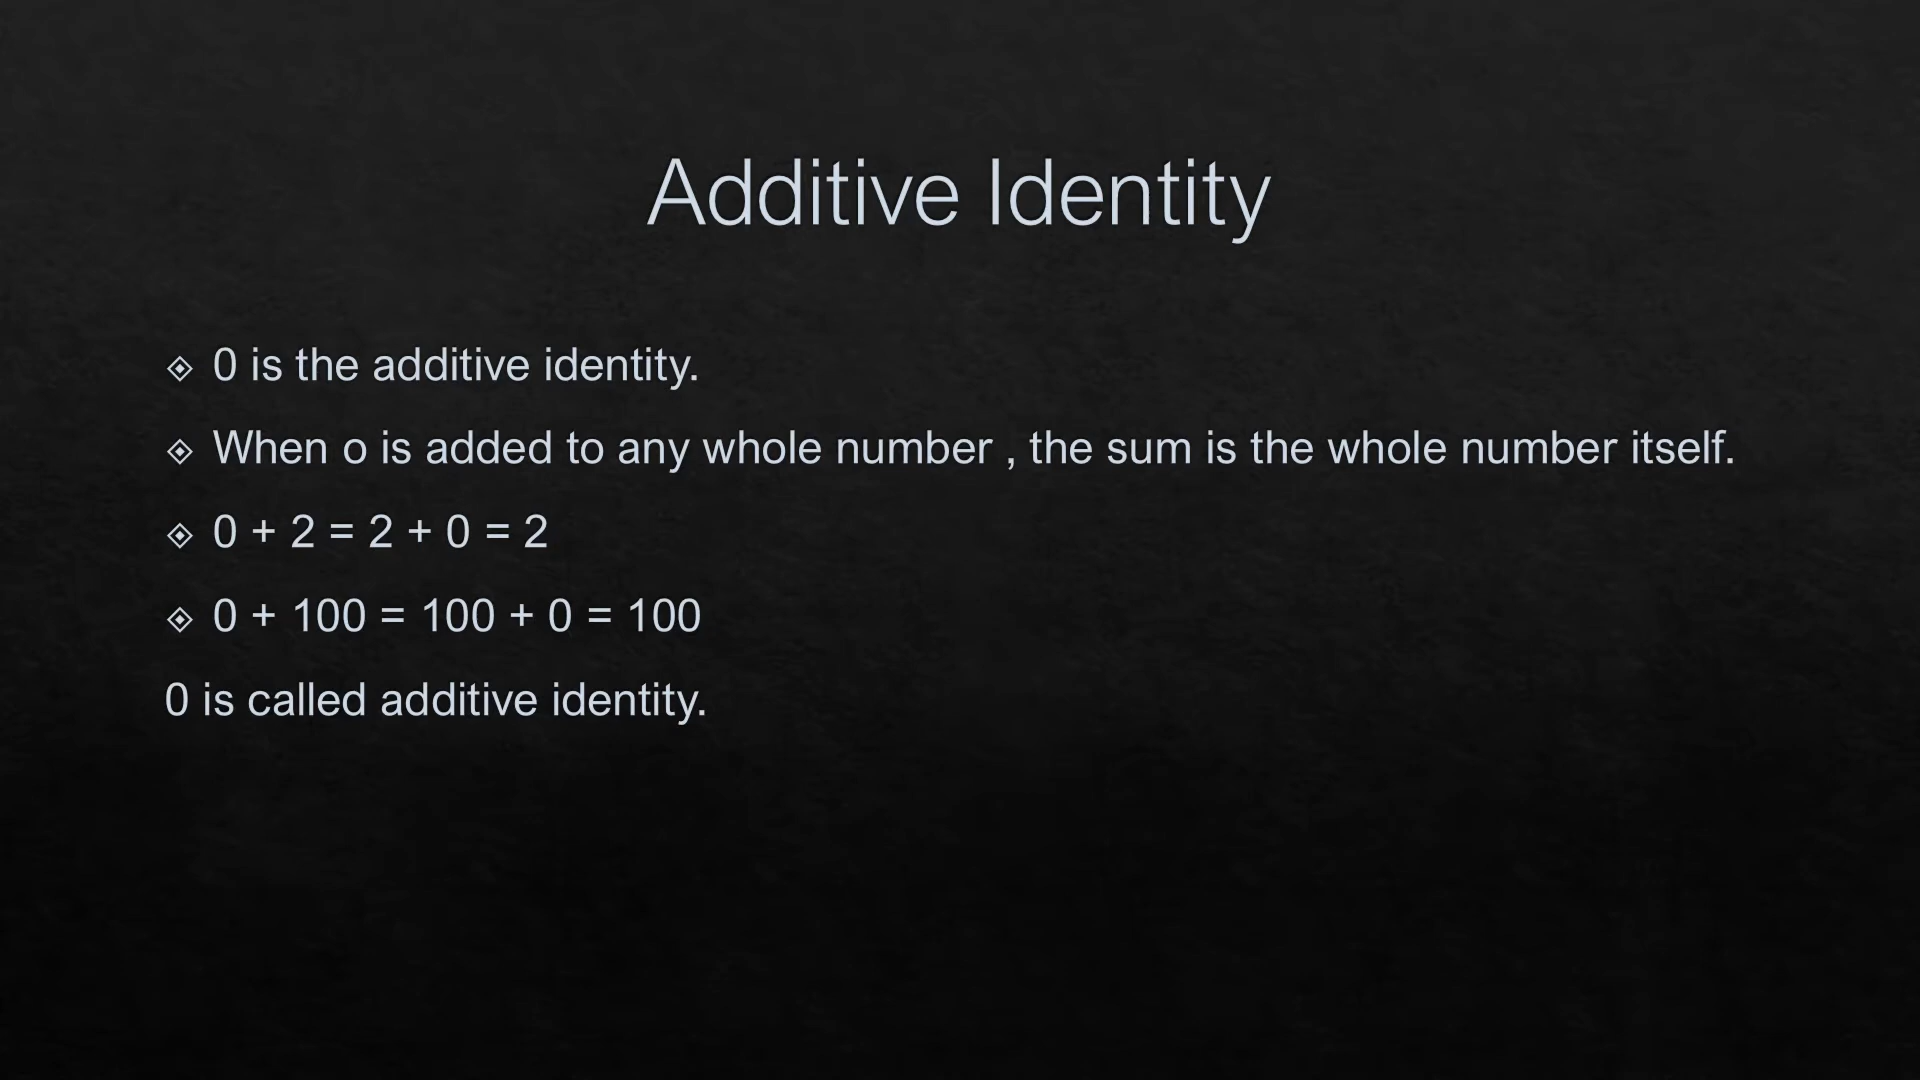 Additive Identity
0 is the additive identity.
When o is added to any whole number , the sum is the whole number itself.
0 + 2 = 2 + 0 = 2
0 + 100 = 100 + 0 = 100
0 is called additive identity.